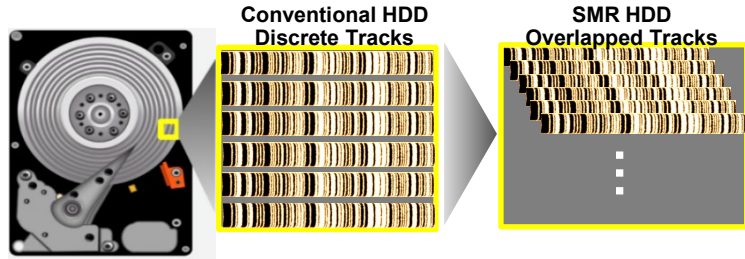 Conventional HDD
Discrete Tracks
SMR HDD
Overlapped Tracks